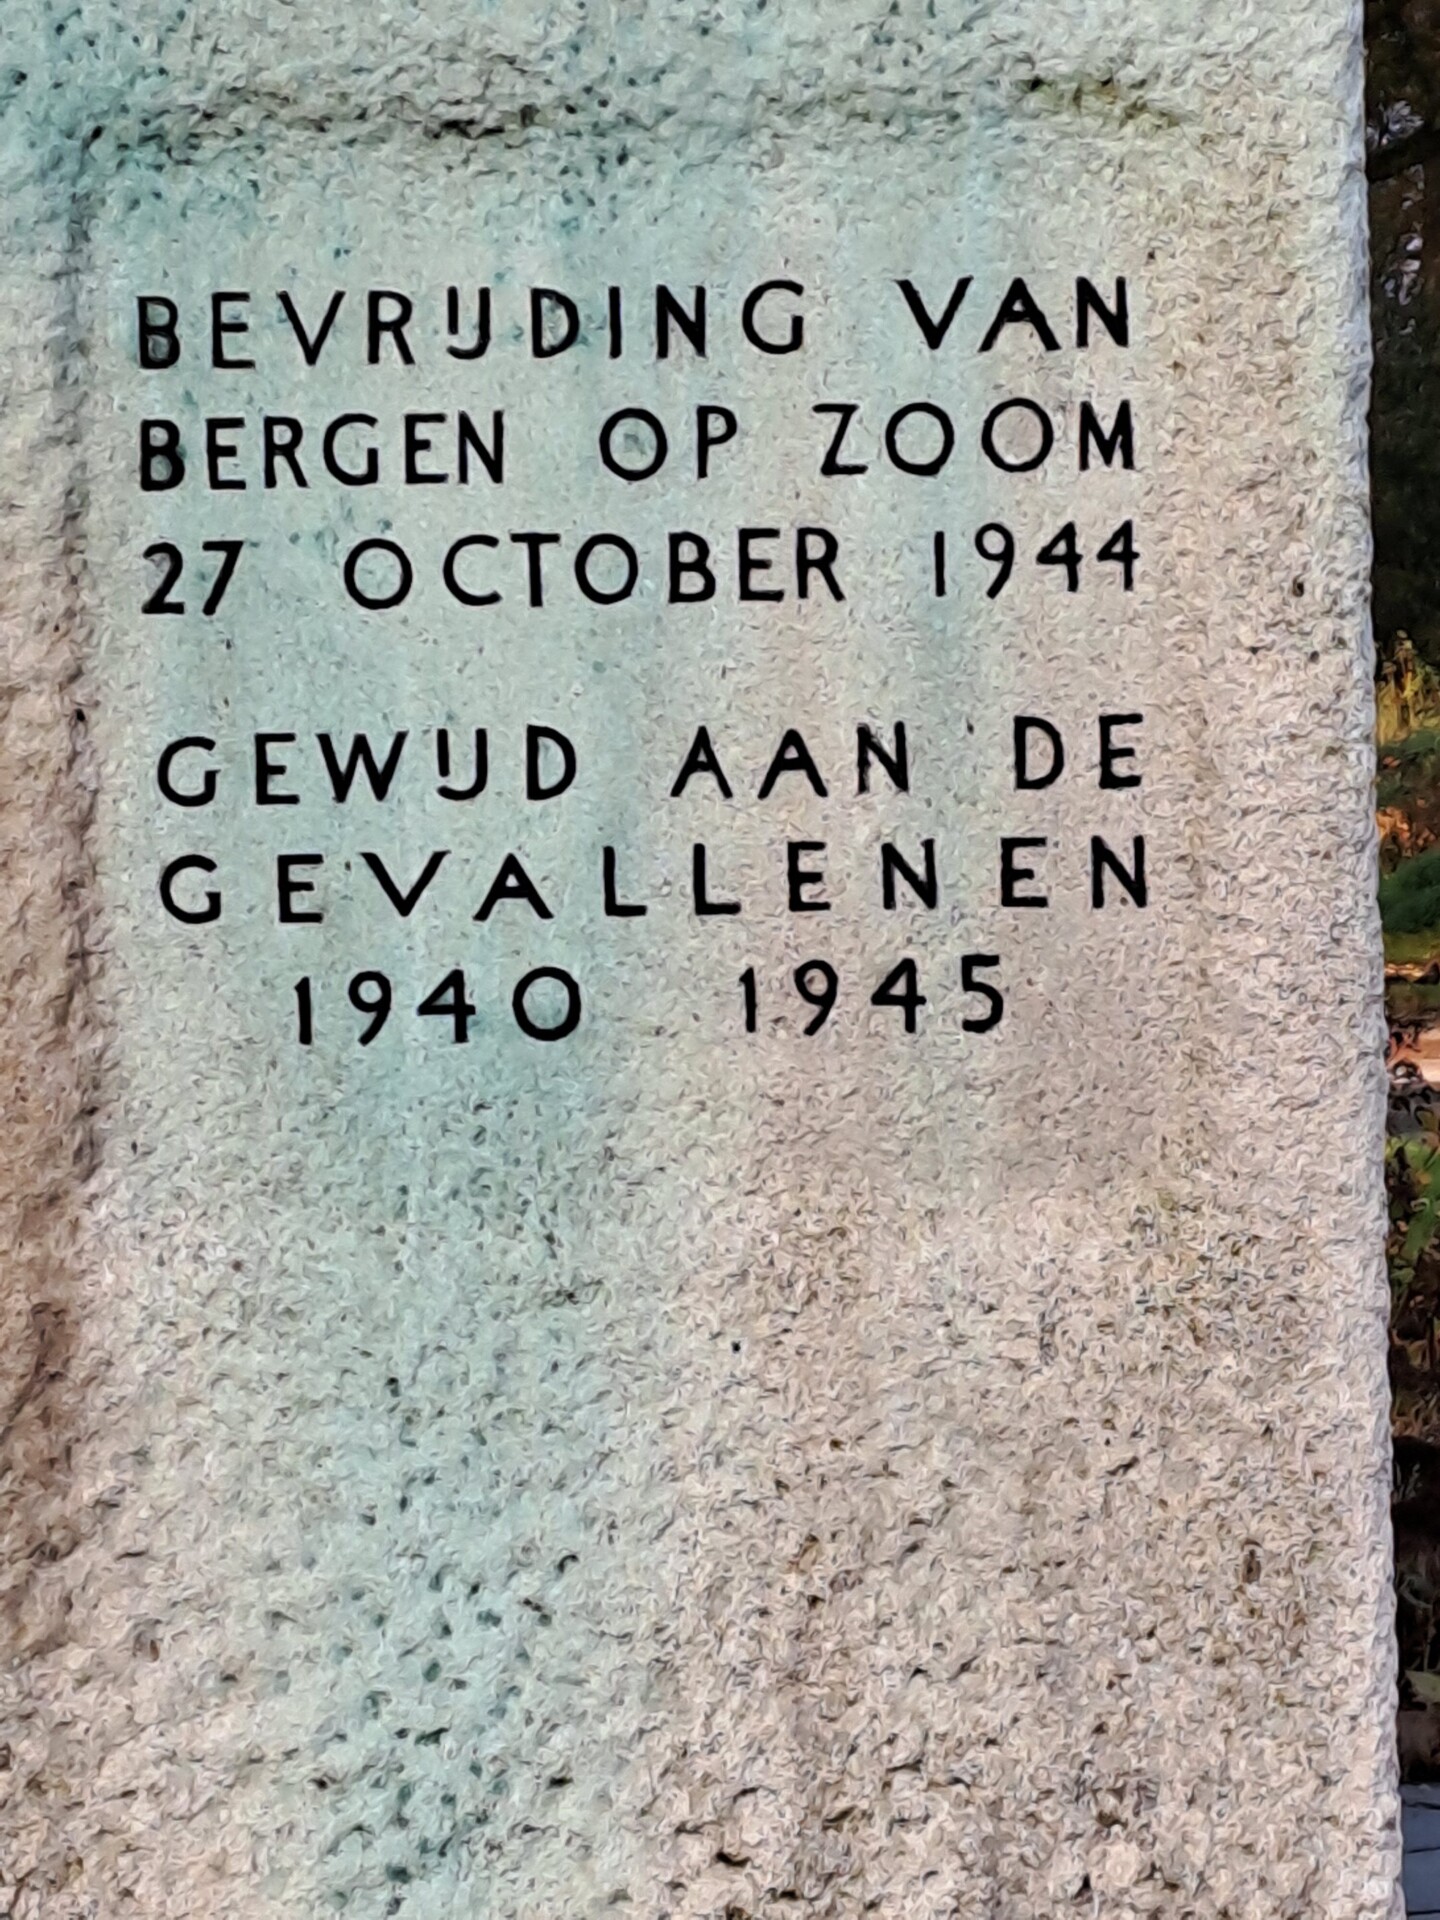 BEVRIJDING VAN
BERGEN OP ZOOM
27 OCTOBER 1944
GEWIJD AAN DE
GEVALLENEN
1940 1945